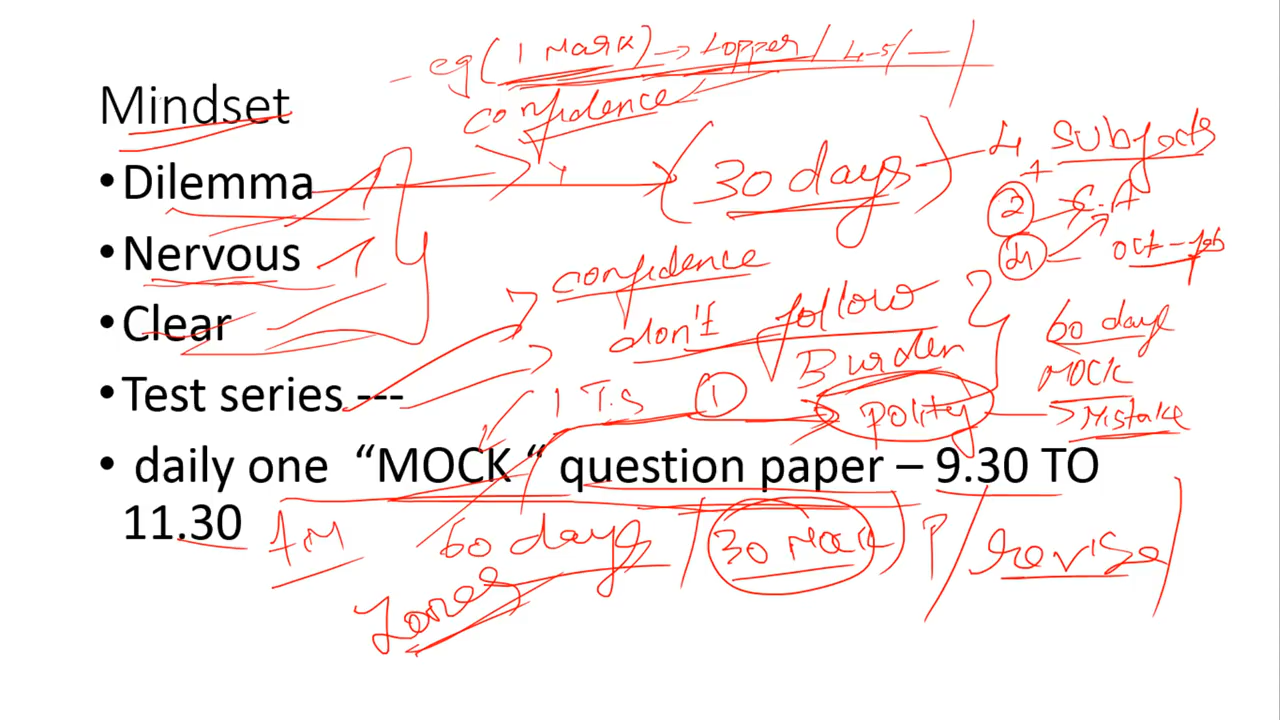 eg (1 Mark) → Topper / 4-5 / —
confidence
Mindset
• Dilemma
(30 days) 4 subjects
+
② C.A
• Nervous
oct - feb
confidence
• Clear
don't follow
60 days
Burden
MOCK
• Test series ---
1 T.S ①
Polity → Mistake
• daily one “MOCK “ question paper – 9.30 TO
11.30 AM
60 days / 30 Mock) P / revise
Zones